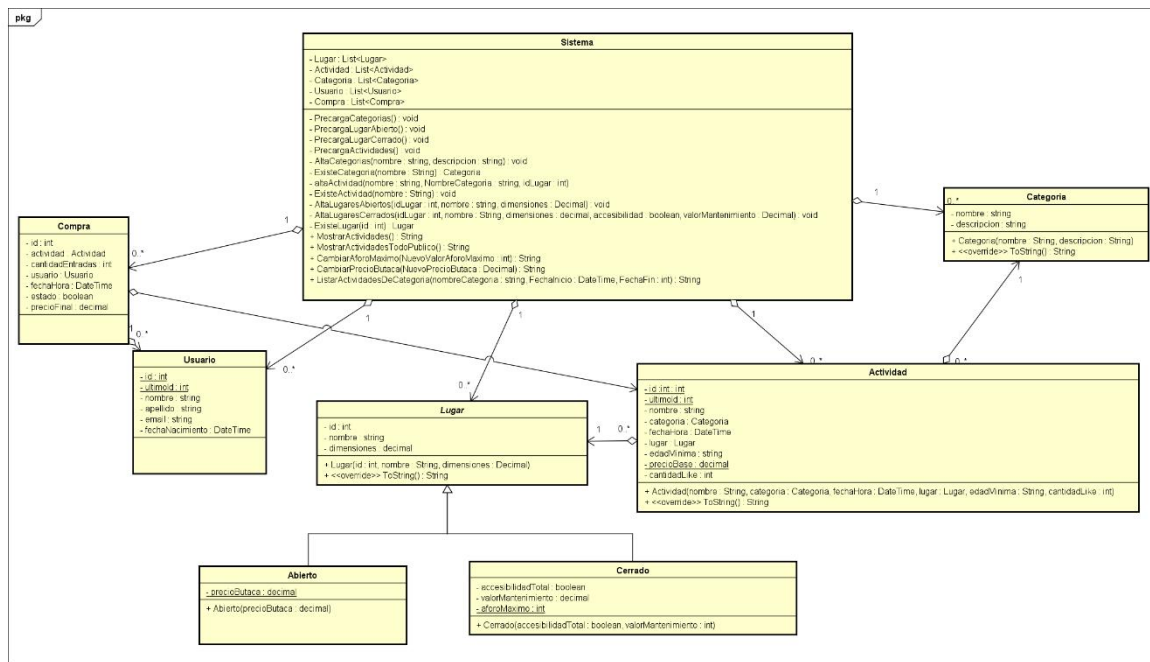 pkg
Sistema
- Lugar : List<Lugar>
- Actividad : List<Actividad>
- Categoria : List<Categoria>
- Usuario : List<Usuario>
- Compra : List<Compra>
- PrecargaCategorias() : void
- PrecargaLugarAbierto() : void
- PrecargaLugarCerrado() : void
- PrecargaActividades() : void
- AltaCategorias(nombre : string, descripcion : string) : void
- ExisteCategoria(nombre : String) : Categoria
- altaActividad(nombre : string, NombreCategoria : string, idLugar : int)
- ExisteActividad(nombre : String) : void
- AltaLugaresAbiertos(idLugar : int, nombre : string, dimensiones : Decimal) : void
- AltaLugaresCerrados(idLugar : int, nombre : String, dimensiones : decimal, accesibilidad : boolean, valorMantenimiento : Decimal) : void
- ExisteLugar(id : int) : Lugar
+ MostrarActividades() : String
+ MostrarActividadesTodoPublico() : String
+ CambiarAforoMaximo(NuevoValorAforoMaximo : int) : String
+ CambiarPrecioButaca(NuevoPrecioButaca : Decimal) : String
+ ListarActividadesDeCategoria(nombreCategoria : string, FechaInicio : DateTime, FechaFin : int) : String
1
0..*
1
0..*
1
0..*
1
0..*
1
0..*
Categoria
- nombre : string
- descripcion : string
+ Categoria(nombre : String, descripcion : String)
+ <<override>> ToString() : String
Compra
- id : int
- actividad : Actividad
- cantidadEntradas : int
- usuario : Usuario
- fechaHora : DateTime
- estado : boolean
- precioFinal : decimal
1
0..*
Usuario
- id : int
- ultimoId : int
- nombre : string
- apellido : string
- email : string
- fechaNacimiento : DateTime
Lugar
- id : int
- nombre : string
- dimensiones : decimal
+ Lugar(id : int, nombre : String, dimensiones : Decimal)
+ <<override>> ToString() : String
1
0..*
1
0..*
Actividad
- id :int : int
- ultimoId : int
- nombre : string
- categoria : Categoria
- fechaHora : DateTime
- lugar : Lugar
- edadMinima : string
- precioBase : decimal
- cantidadLike : int
+ Actividad(nombre : String, categoria : Categoria, fechaHora : DateTime, lugar : Lugar, edadMinima : String, cantidadLike : int)
+ <<override>> ToString() : String
Abierto
- precioButaca : decimal
+ Abierto(precioButaca : decimal)
Cerrado
- accesibilidadTotal : boolean
- valorMantenimiento : decimal
- aforoMaximo : int
+ Cerrado(accesibilidadTotal : boolean, valorMantenimiento : int)